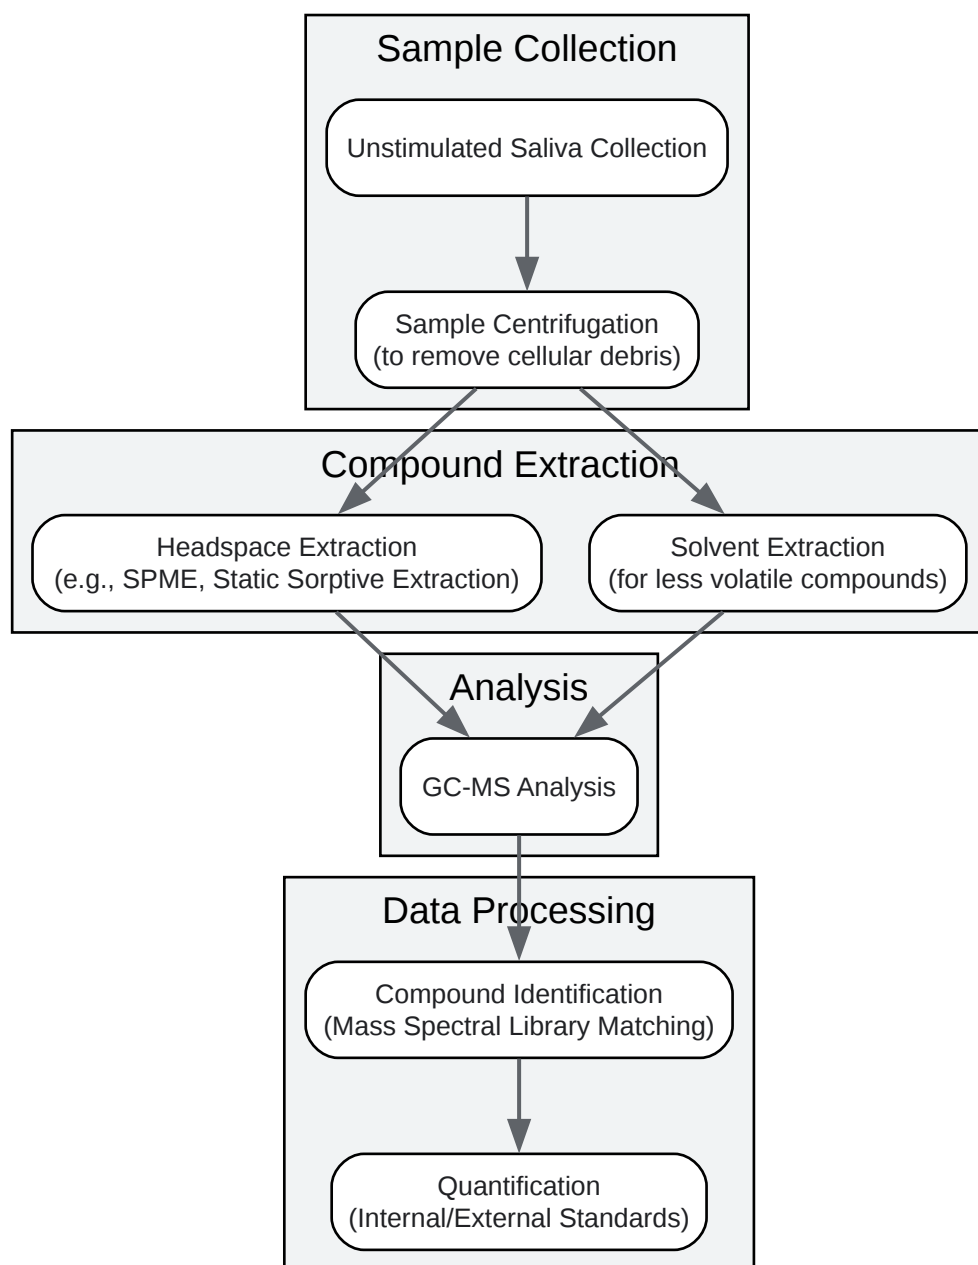 Sample Collection
Unstimulated Saliva Collection
Sample Centrifugation
(to remove cellular debris)
Compound Extraction
Headspace Extraction
(e.g., SPME, Static Sorptive Extraction)
Solvent Extraction
(for less volatile compounds)
Analysis
GC-MS Analysis
Data Processing
Compound Identification
(Mass Spectral Library Matching)
Quantification
(Internal/External Standards)